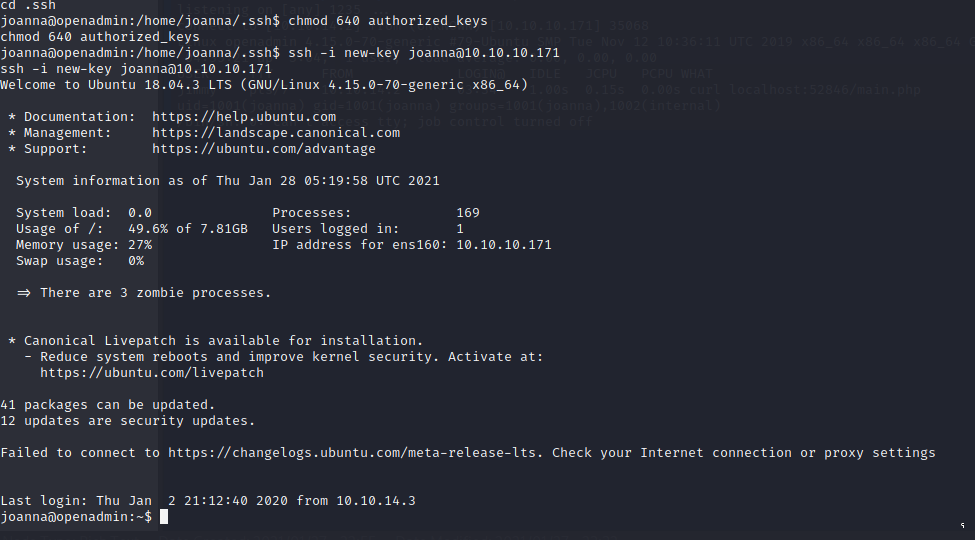 cd .ssh
joanna@openadmin:/home/joanna/.ssh$ chmod 640 authorized_keys
chmod 640 authorized_keys
joanna@openadmin:/home/joanna/.ssh$ ssh -i new-key joanna@10.10.10.171
ssh -i new-key joanna@10.10.10.171
Welcome to Ubuntu 18.04.3 LTS (GNU/Linux 4.15.0-70-generic x86_64)
* Documentation: https://help.ubuntu.com
* Management: https://landscape.canonical.com
* Support: https://ubuntu.com/advantage
System information as of Thu Jan 28 05:19:58 UTC 2021
System load: 0.0 Processes: 169
Usage of /: 49.6% of 7.81GB Users logged in: 1
Memory usage: 27% IP address for ens160: 10.10.10.171
Swap usage: 0%
=> There are 3 zombie processes.
* Canonical Livepatch is available for installation.
- Reduce system reboots and improve kernel security. Activate at:
https://ubuntu.com/livepatch
41 packages can be updated.
12 updates are security updates.
Failed to connect to https://changelogs.ubuntu.com/meta-release-lts. Check your Internet connection or proxy settings
Last login: Thu Jan 2 21:12:40 2020 from 10.10.14.3
joanna@openadmin:~$